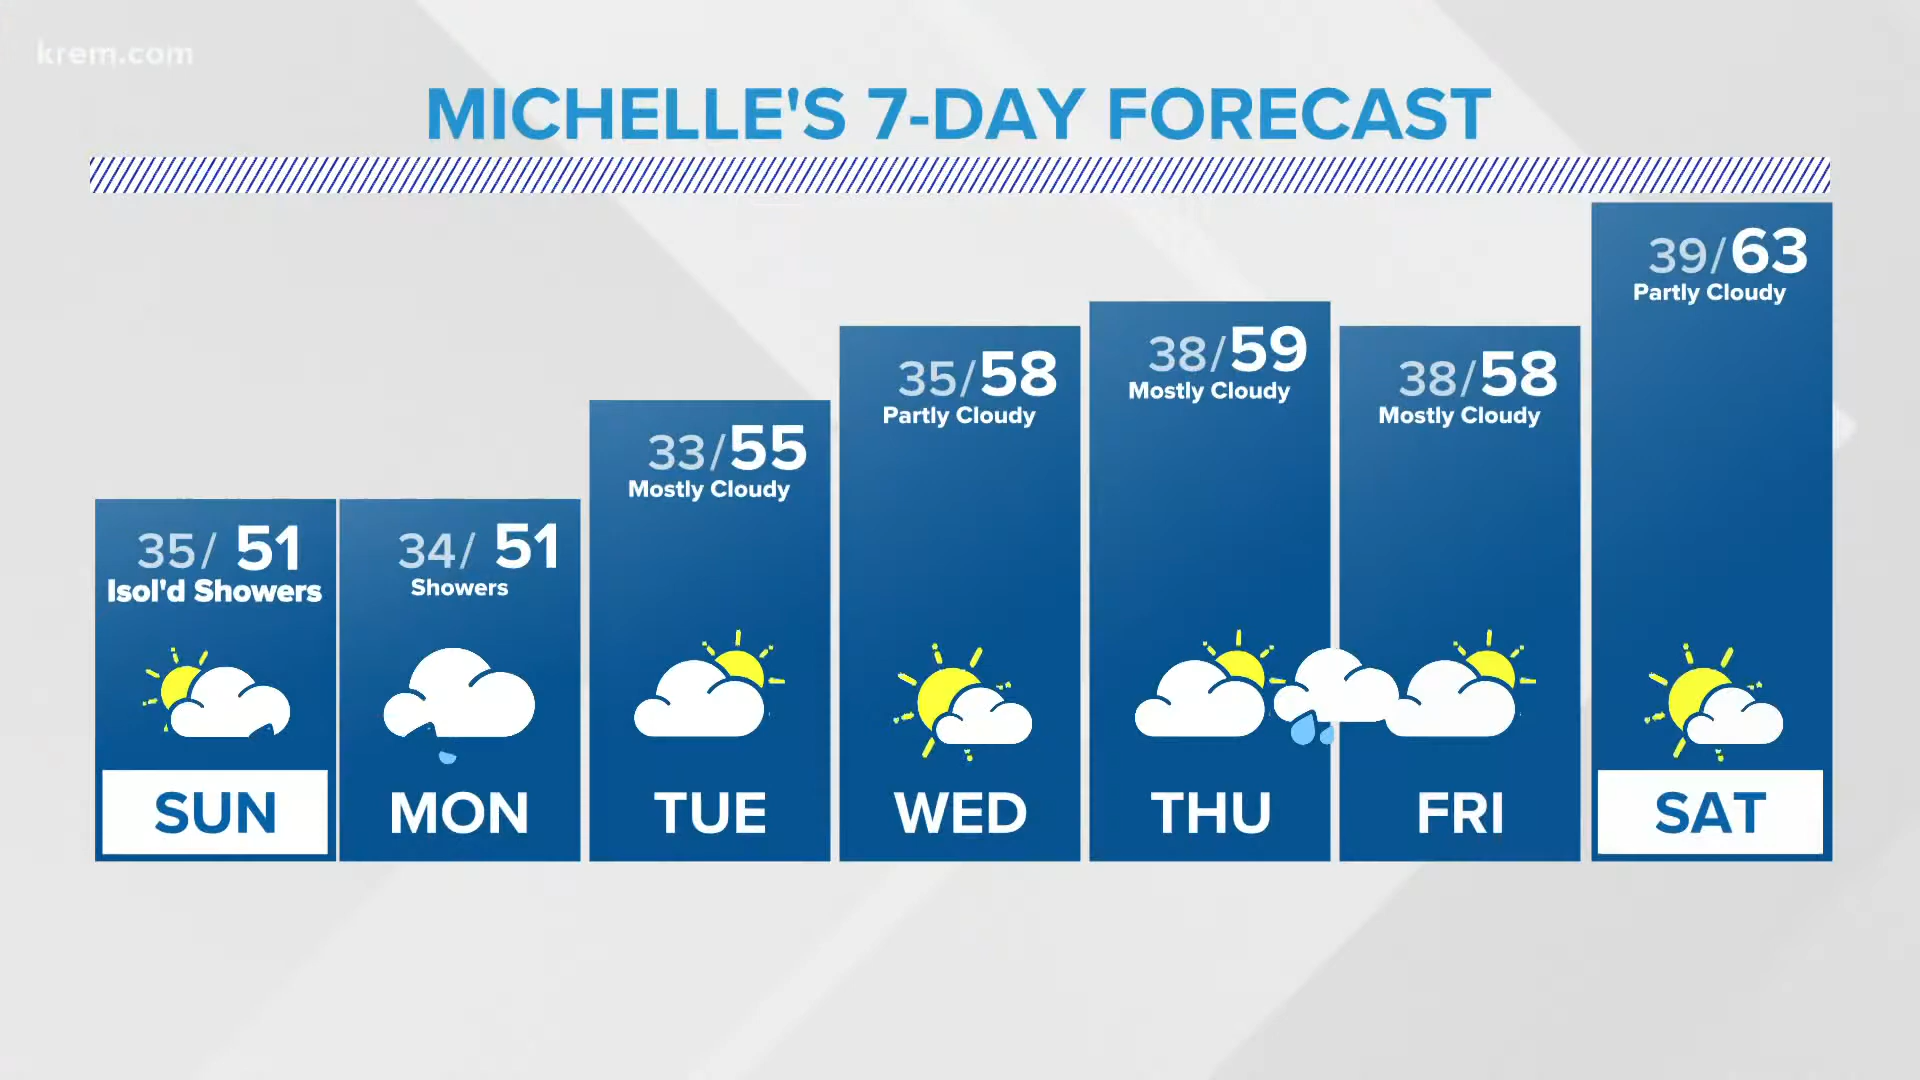 krem.com
MICHELLE'S 7-DAY FORECAST
35/ 51
Isol'd Showers
SUN
34/ 51
Showers
MON
33/55
Mostly Cloudy
TUE
35/58
Partly Cloudy
WED
38/59
Mostly Cloudy
THU
38/58
Mostly Cloudy
FRI
39/63
Partly Cloudy
SAT